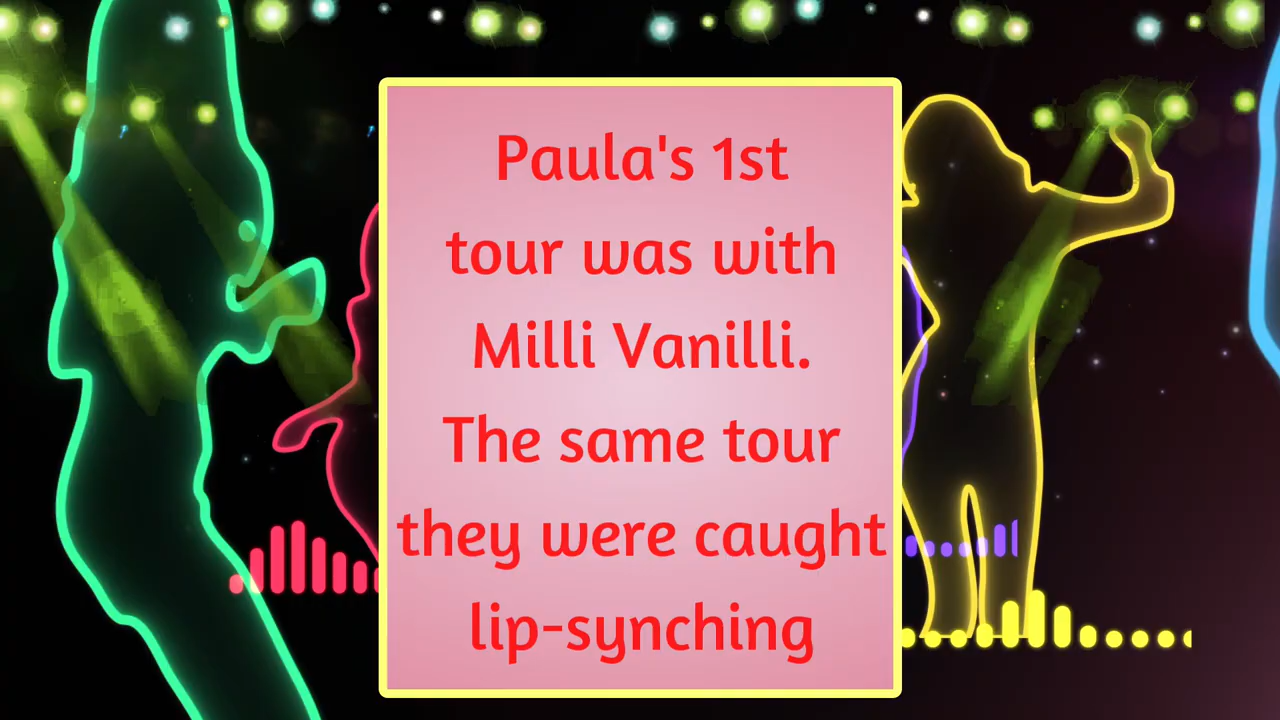 Paula's 1st
tour was with
Milli Vanilli.
The same tour
they were caught
lip-synching